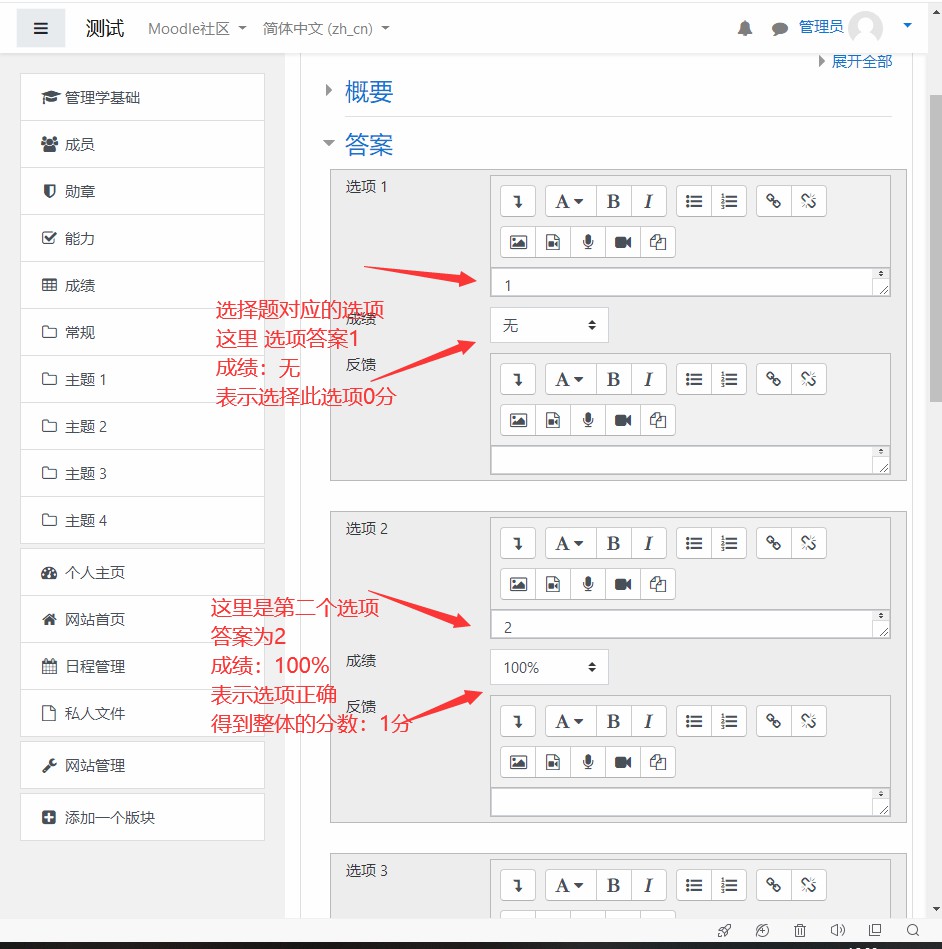 测试 Moodle社区 简体中文 (zh_cn) 管理员
展开全部
管理学基础
成员
勋章
能力
成绩
常规
主题 1
主题 2
主题 3
主题 4
个人主页
网站首页
日程管理
私人文件
网站管理
添加一个版块
概要
答案
选项 1
A B I
1
成绩
无
反馈
A B I
选择题对应的选项
这里 选项答案1
成绩：无
表示选择此选项0分
选项 2
A B I
2
成绩
100%
反馈
A B I
这里是第二个选项
答案为2
成绩：100%
表示选项正确
得到整体的分数：1分
选项 3
A B I